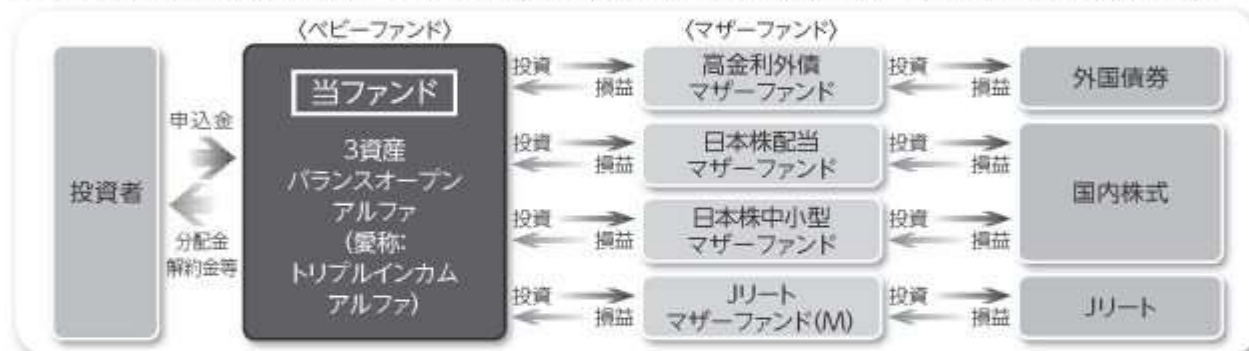 〈ベビーファンド〉
〈マザーファンド〉
投資者
申込金
分配金
解約金等
当ファンド
3資産
バランスオープン
アルファ
(愛称:
トリプルインカム
アルファ)
投資
損益
高金利外債
マザーファンド
投資
損益
外国債券
投資
損益
日本株配当
マザーファンド
投資
損益
国内株式
投資
損益
日本株中小型
マザーファンド
投資
損益
投資
損益
Jリート
マザーファンド(M)
投資
損益
Jリート